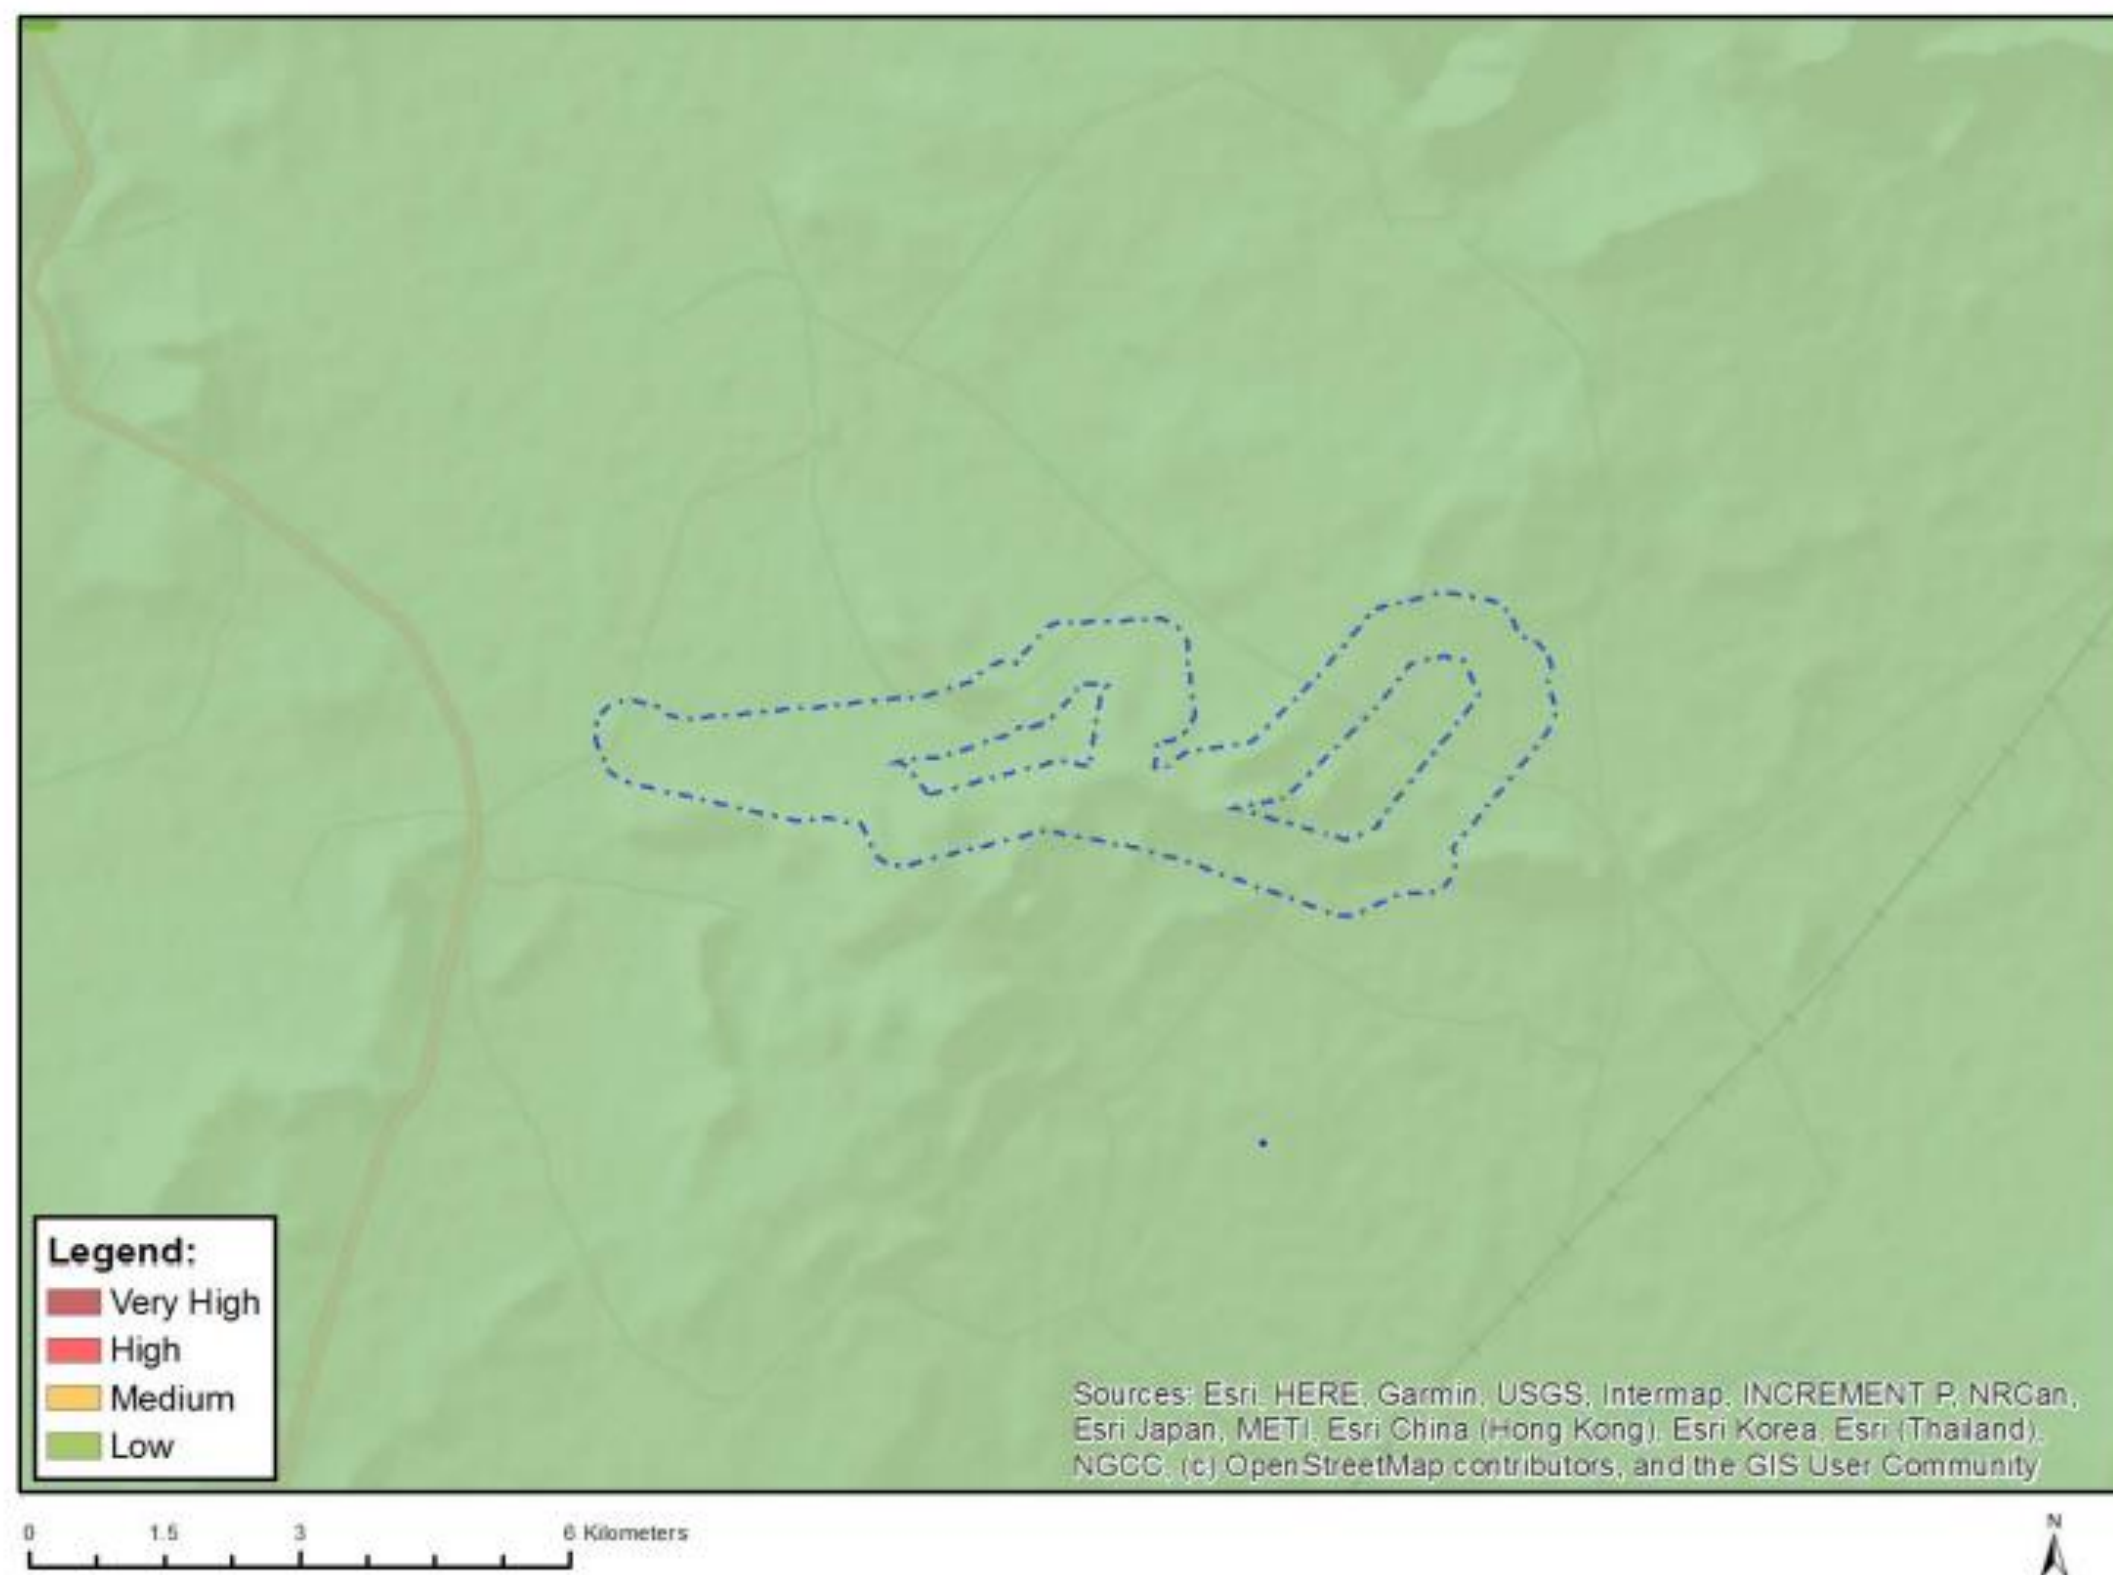 Legend:
Very High
High
Medium
Low
Sources: Esri, HERE, Garmin, USGS, Intermap, INCREMENT P, NRCan,
Esri Japan, METI, Esri China (Hong Kong), Esri Korea, Esri (Thailand),
NGCC, (c) OpenStreetMap contributors, and the GIS User Community
0 1.5 3 6 Kilometers
N